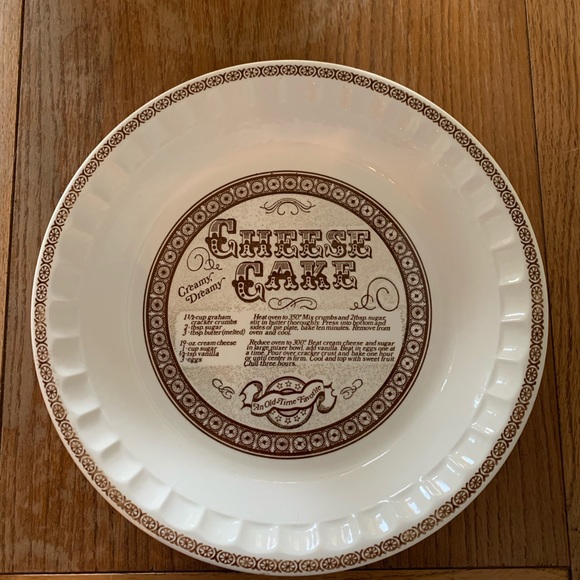 CHEESE
CAKE
Creamy,
"Dreamy"
1½ cup graham
cracker crumbs
2 tbsp sugar
3 tbsp butter (melted)
Heat oven to 350° Mix crumbs and 2 tbsp. sugar,
stir in butter thoroughly. Press into bottom and
sides of pie plate, bake ten minutes. Remove from
oven and cool.
19 oz. cream cheese
1 cup sugar
½ tsp vanilla
3 eggs
Reduce oven to 300° Beat cream cheese and sugar
in large mixer bowl, add vanilla. Beat in eggs one at
a time. Pour over cracker crust and bake one hour
or until center is firm. Cool and top with sweet fruit.
Chill three hours.
An Old-Time Favorite